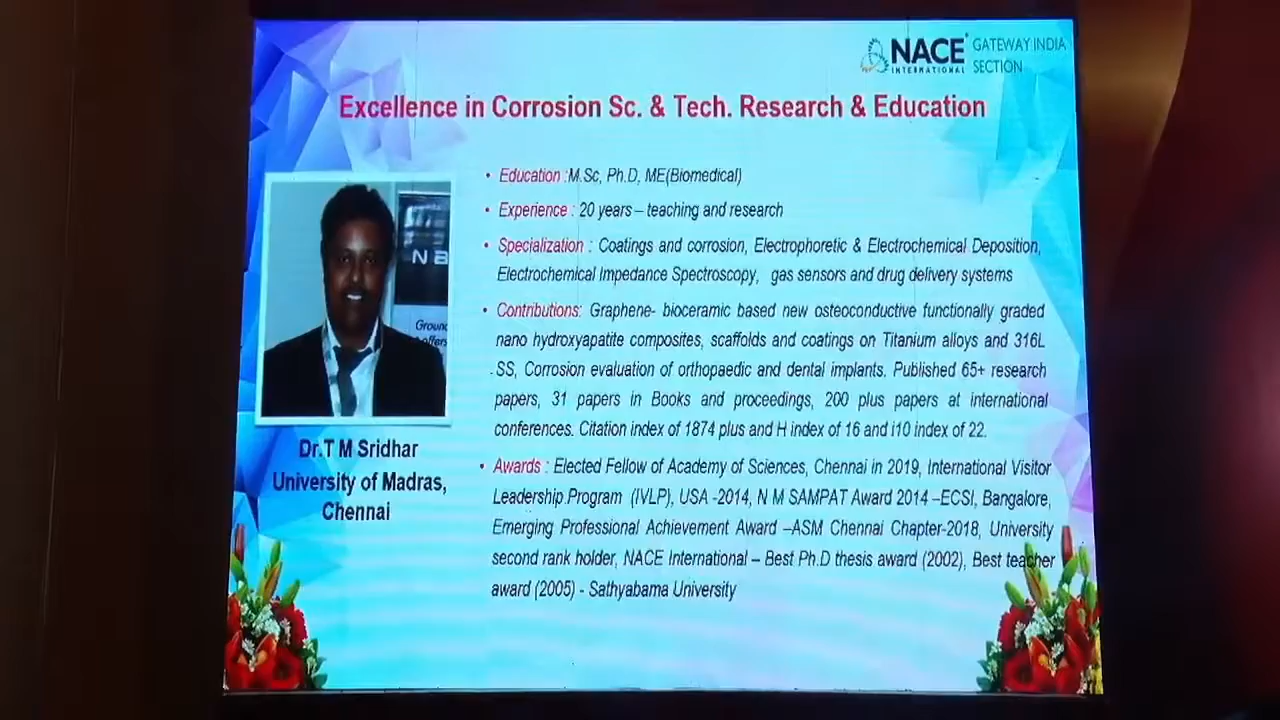 NACE
INTERNATIONAL
GATEWAY INDIA
SECTION
Excellence in Corrosion Sc. & Tech. Research & Education
• Education :M.Sc, Ph.D, ME(Biomedical)
• Experience : 20 years – teaching and research
• Specialization : Coatings and corrosion, Electrophoretic & Electrochemical Deposition,
Electrochemical Impedance Spectroscopy, gas sensors and drug delivery systems
• Contributions: Graphene- bioceramic based new osteoconductive functionally graded
nano hydroxyapatite composites, scaffolds and coatings on Titanium alloys and 316L
SS, Corrosion evaluation of orthopaedic and dental implants. Published 65+ research
papers, 31 papers in Books and proceedings, 200 plus papers at international
conferences. Citation index of 1874 plus and H index of 16 and i10 index of 22.
• Awards : Elected Fellow of Academy of Sciences, Chennai in 2019, International Visitor
Leadership Program (IVLP), USA -2014, N M SAMPAT Award 2014 –ECSI, Bangalore,
Emerging Professional Achievement Award –ASM Chennai Chapter-2018, University
second rank holder, NACE International – Best Ph.D thesis award (2002), Best teacher
award (2005) - Sathyabama University
Dr.T M Sridhar
University of Madras,
Chennai